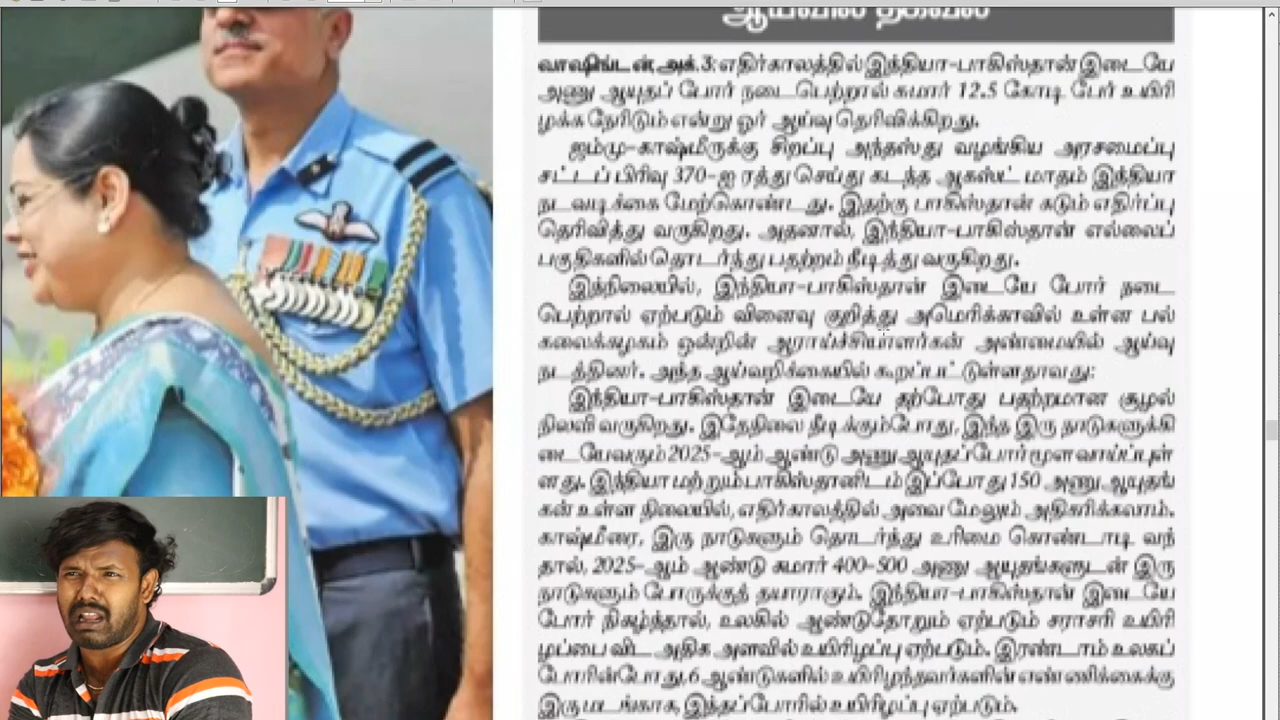 ஆய்வில் தகவல்
வாஷிங்டன், அக். 3: எதிர்காலத்தில் இந்தியா-பாகிஸ்தான் இடையே
அணு ஆயுதப் போர் நடைபெற்றால் சுமார் 12.5 கோடி பேர் உயிரி
ழக்க நேரிடும் என்று ஓர் ஆய்வு தெரிவிக்கிறது.
ஜம்மு-காஷ்மீருக்கு சிறப்பு அந்தஸ்து வழங்கிய அரசமைப்பு
சட்டப் பிரிவு 370-ஐ ரத்து செய்து கடந்த ஆகஸ்ட் மாதம் இந்தியா
நடவடிக்கை மேற்கொண்டது. இதற்கு பாகிஸ்தான் கடும் எதிர்ப்பு
தெரிவித்து வருகிறது. அதனால், இந்தியா-பாகிஸ்தான் எல்லைப்
பகுதிகளில் தொடர்ந்து பதற்றம் நீடித்து வருகிறது.
இந்நிலையில், இந்தியா-பாகிஸ்தான் இடையே போர் நடை
பெற்றால் ஏற்படும் விளைவு குறித்து அமெரிக்காவில் உள்ள பல்
கலைக்கழகம் ஒன்றின் ஆராய்ச்சியாளர்கள் அண்மையில் ஆய்வு
நடத்தினர். அந்த ஆய்வறிக்கையில் கூறப்பட்டுள்ளதாவது:
இந்தியா-பாகிஸ்தான் இடையே தற்போது பதற்றமான சூழல்
நிலவி வருகிறது. இதேநிலை நீடிக்கும்போது, இந்த இரு நாடுகளுக்கி
டையேவரும் 2025-ஆம் ஆண்டு அணு ஆயுதப் போர் மூள வாய்ப்புள்
ளது. இந்தியா மற்றும் பாகிஸ்தானிடம் இப்போது 150 அணு ஆயுதங்
கள் உள்ள நிலையில், எதிர்காலத்தில் அவை மேலும் அதிகரிக்கலாம்.
காஷ்மீரை, இரு நாடுகளும் தொடர்ந்து உரிமை கொண்டாடி வந்
தால், 2025-ஆம் ஆண்டு சுமார் 400-500 அணு ஆயுதங்களுடன் இரு
நாடுகளும் போருக்குத் தயாராகும். இந்தியா-பாகிஸ்தான் இடையே
போர் நிகழ்ந்தால், உலகில் ஆண்டுதோறும் ஏற்படும் சராசரி உயிரி
ழப்பை விட அதிக அளவில் உயிரிழப்பு ஏற்படும். இரண்டாம் உலகப்
போரின்போது, 6 ஆண்டுகளில் உயிரிழந்தவர்களின் எண்ணிக்கைக்கு
இரு மடங்காக, இந்தப் போரில் உயிரிழப்பு ஏற்படும்.